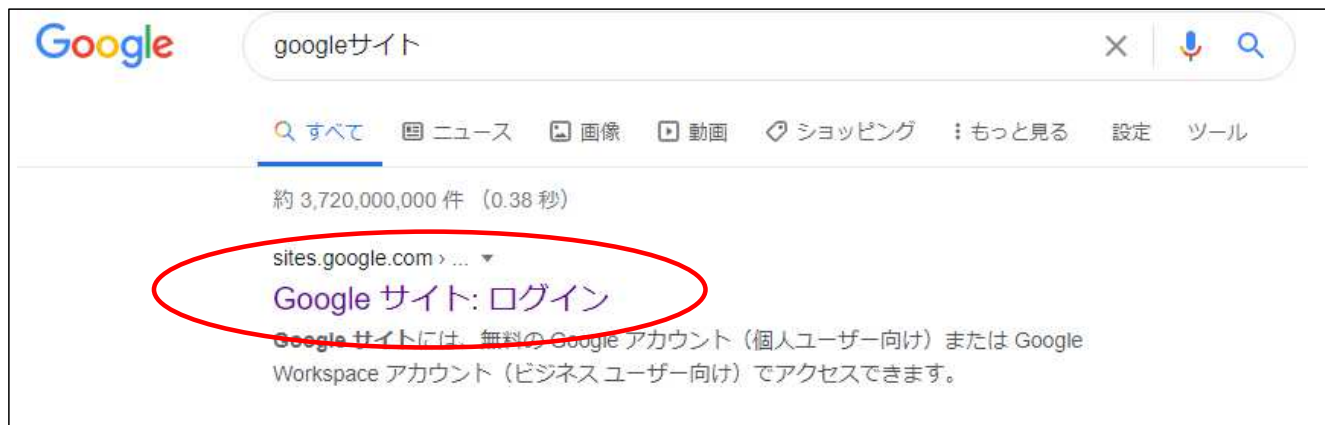 Google
googleサイト
すべて ニュース 画像 動画 ショッピング もっと見る 設定 ツール
約 3,720,000,000 件 （0.38 秒）
sites.google.com › ...
Google サイト: ログイン
Google サイトには、無料の Google アカウント（個人ユーザー向け）または Google
Workspace アカウント（ビジネス ユーザー向け）でアクセスできます。